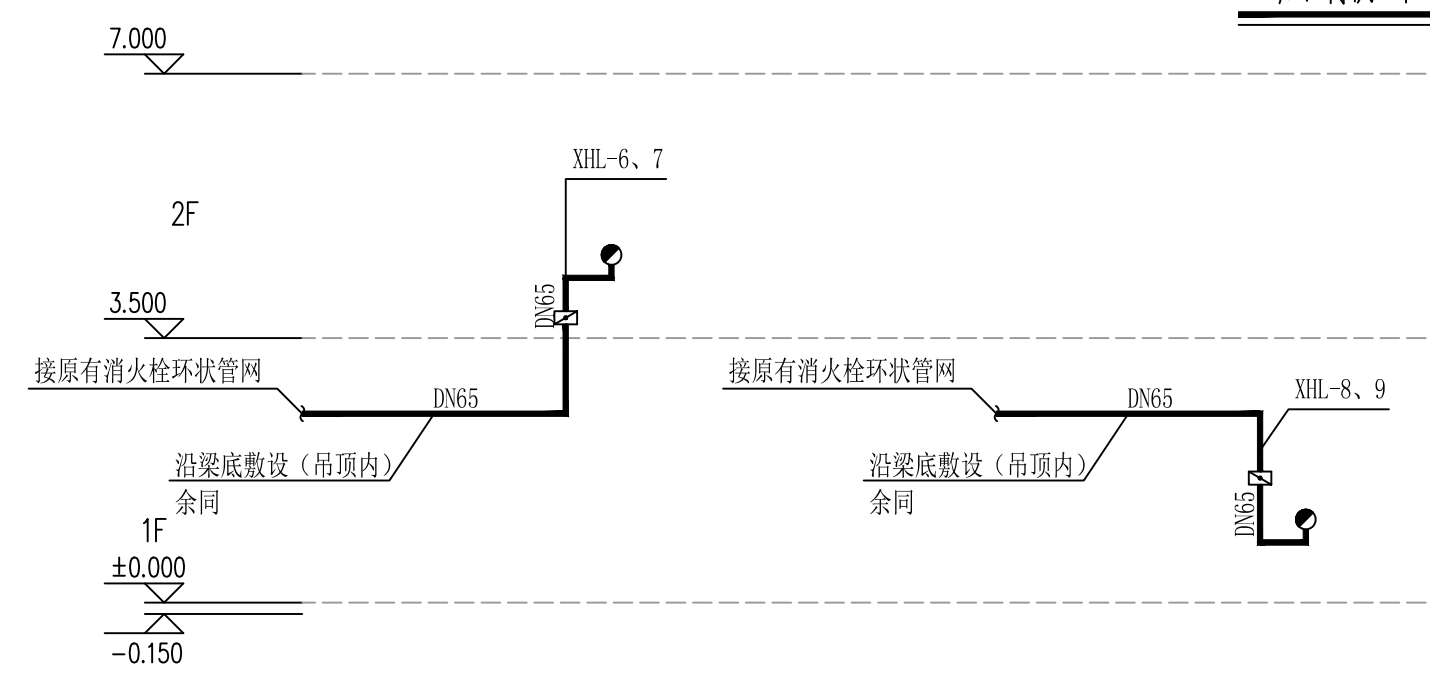 7.000
XHL-6、7
2F
DN65
3.500
接原有消火栓环状管网
DN65
沿梁底敷设（吊顶内）
余同
接原有消火栓环状管网
DN65
XHL-8、9
沿梁底敷设（吊顶内）
余同
DN65
1F
±0.000
-0.150